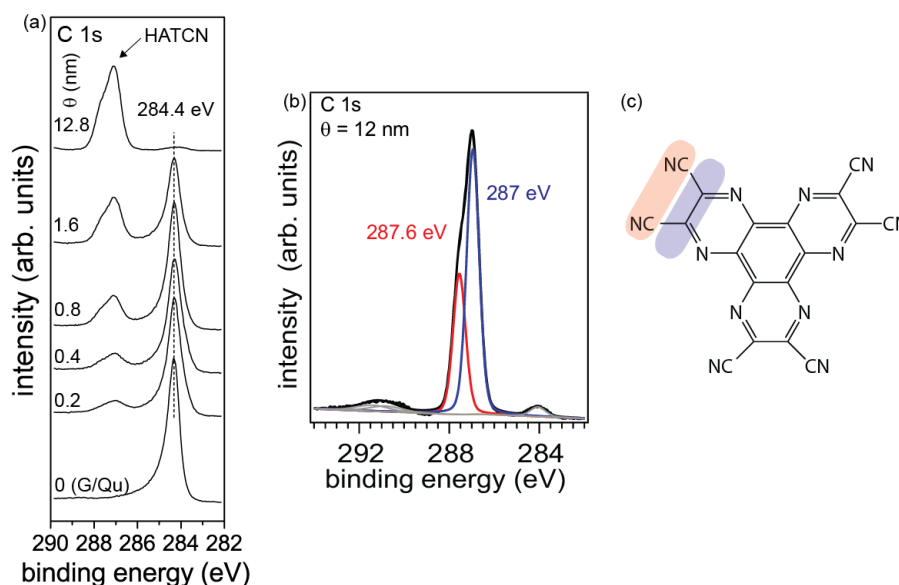 (a)
C 1s
HATCN
θ (nm)
12.8
284.4 eV
1.6
0.8
0.4
0.2
0 (G/Qu)
intensity (arb. units)
290 288 286 284 282
binding energy (eV)
(b)
C 1s
θ = 12 nm
287 eV
287.6 eV
intensity (arb. units)
292 288 284
binding energy (eV)
(c)
NC
CN
N
N
NC
CN
N
N
N
N
NC
CN